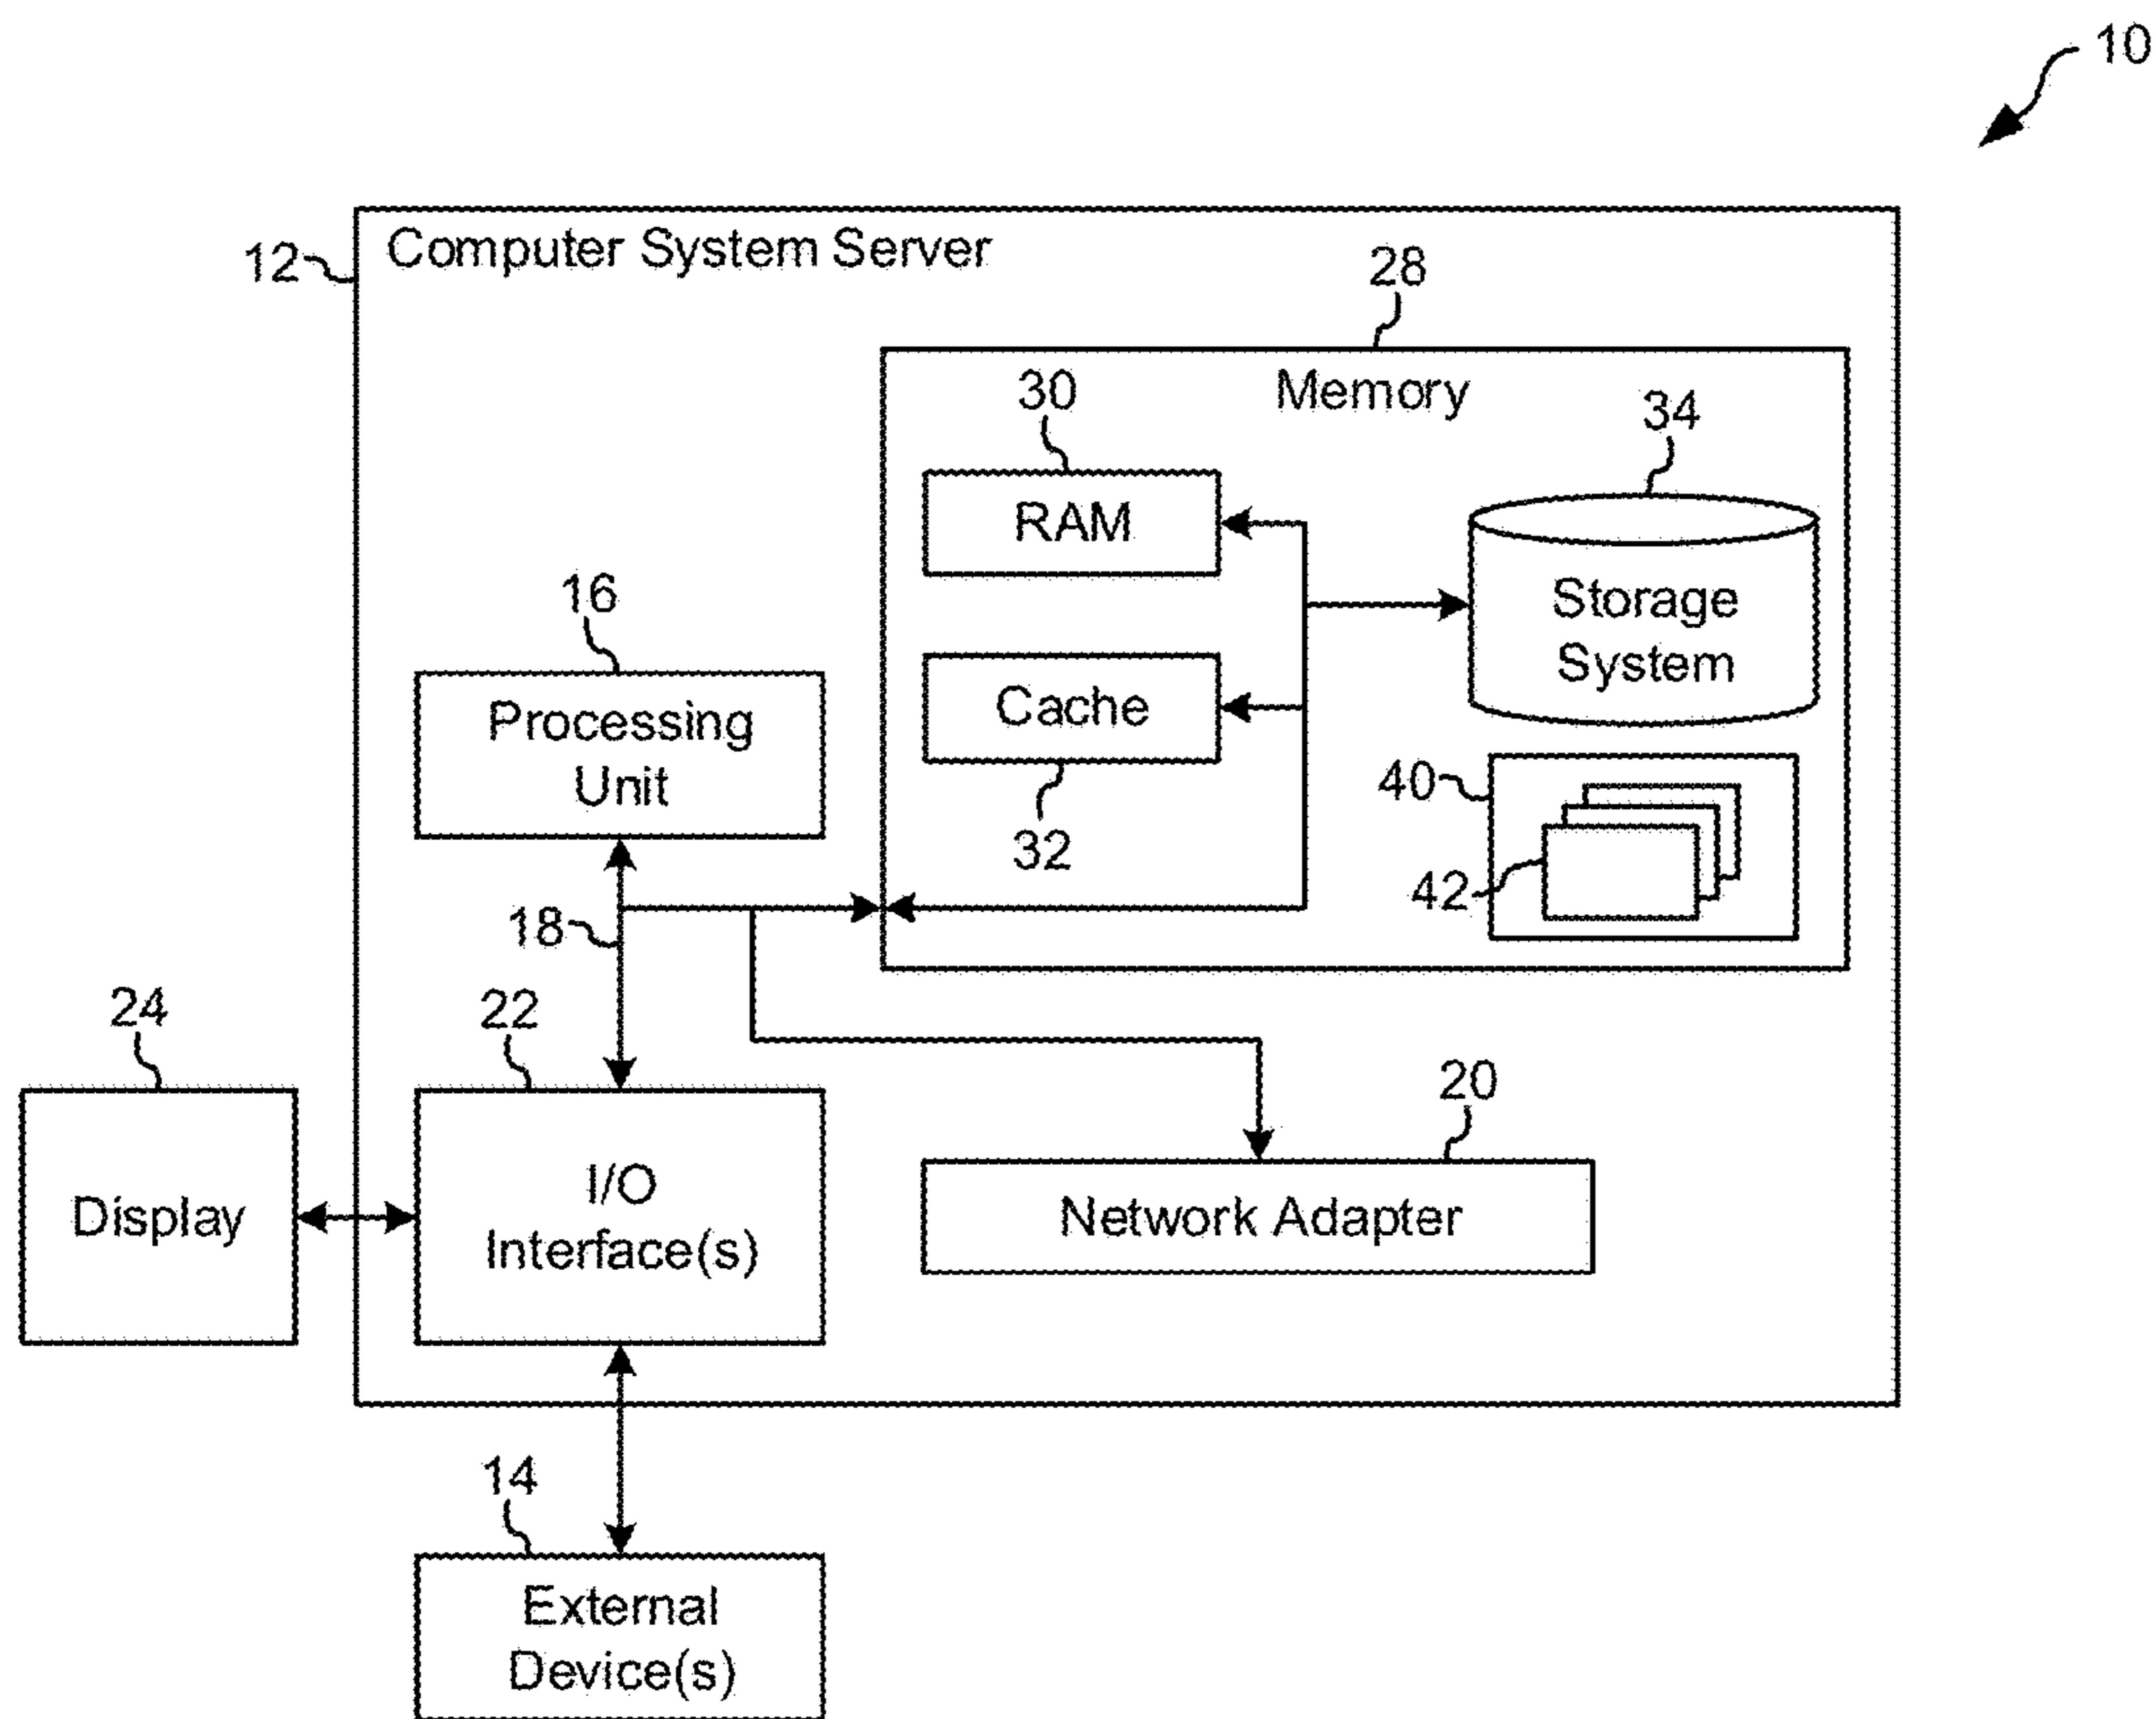 10
12
Computer System Server
28
Memory
30
34
RAM
Storage
System
16
Processing
Unit
Cache
32
40
42
18
24
22
20
Display
I/O
Interface(s)
Network Adapter
14
External
Device(s)